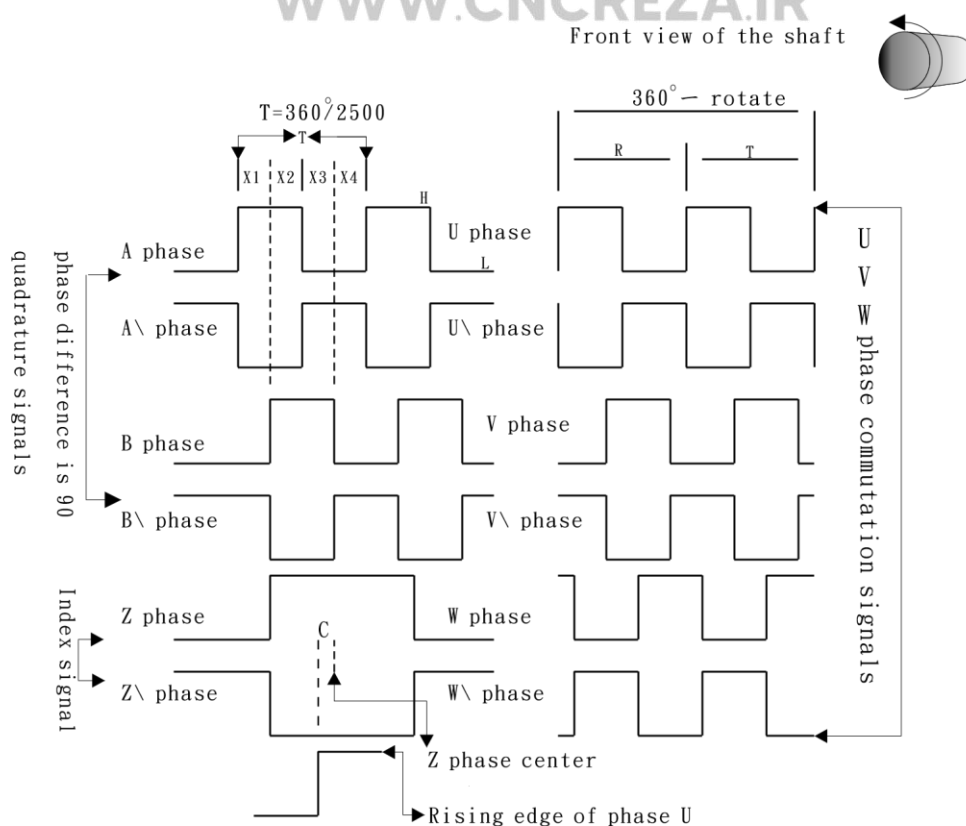 WWW.CNCREZA.IR
Front view of the shaft
T=360°/2500
360°— rotate
T
R
T
X1 X2 X3 X4
H
A phase
U phase
L
A\ phase
U\ phase
B phase
V phase
B\ phase
V\ phase
Z phase
W phase
C
Z\ phase
W\ phase
Z phase center
Rising edge of phase U
phase difference is 90
quadrature signals
Index signal
U V W phase commutation signals